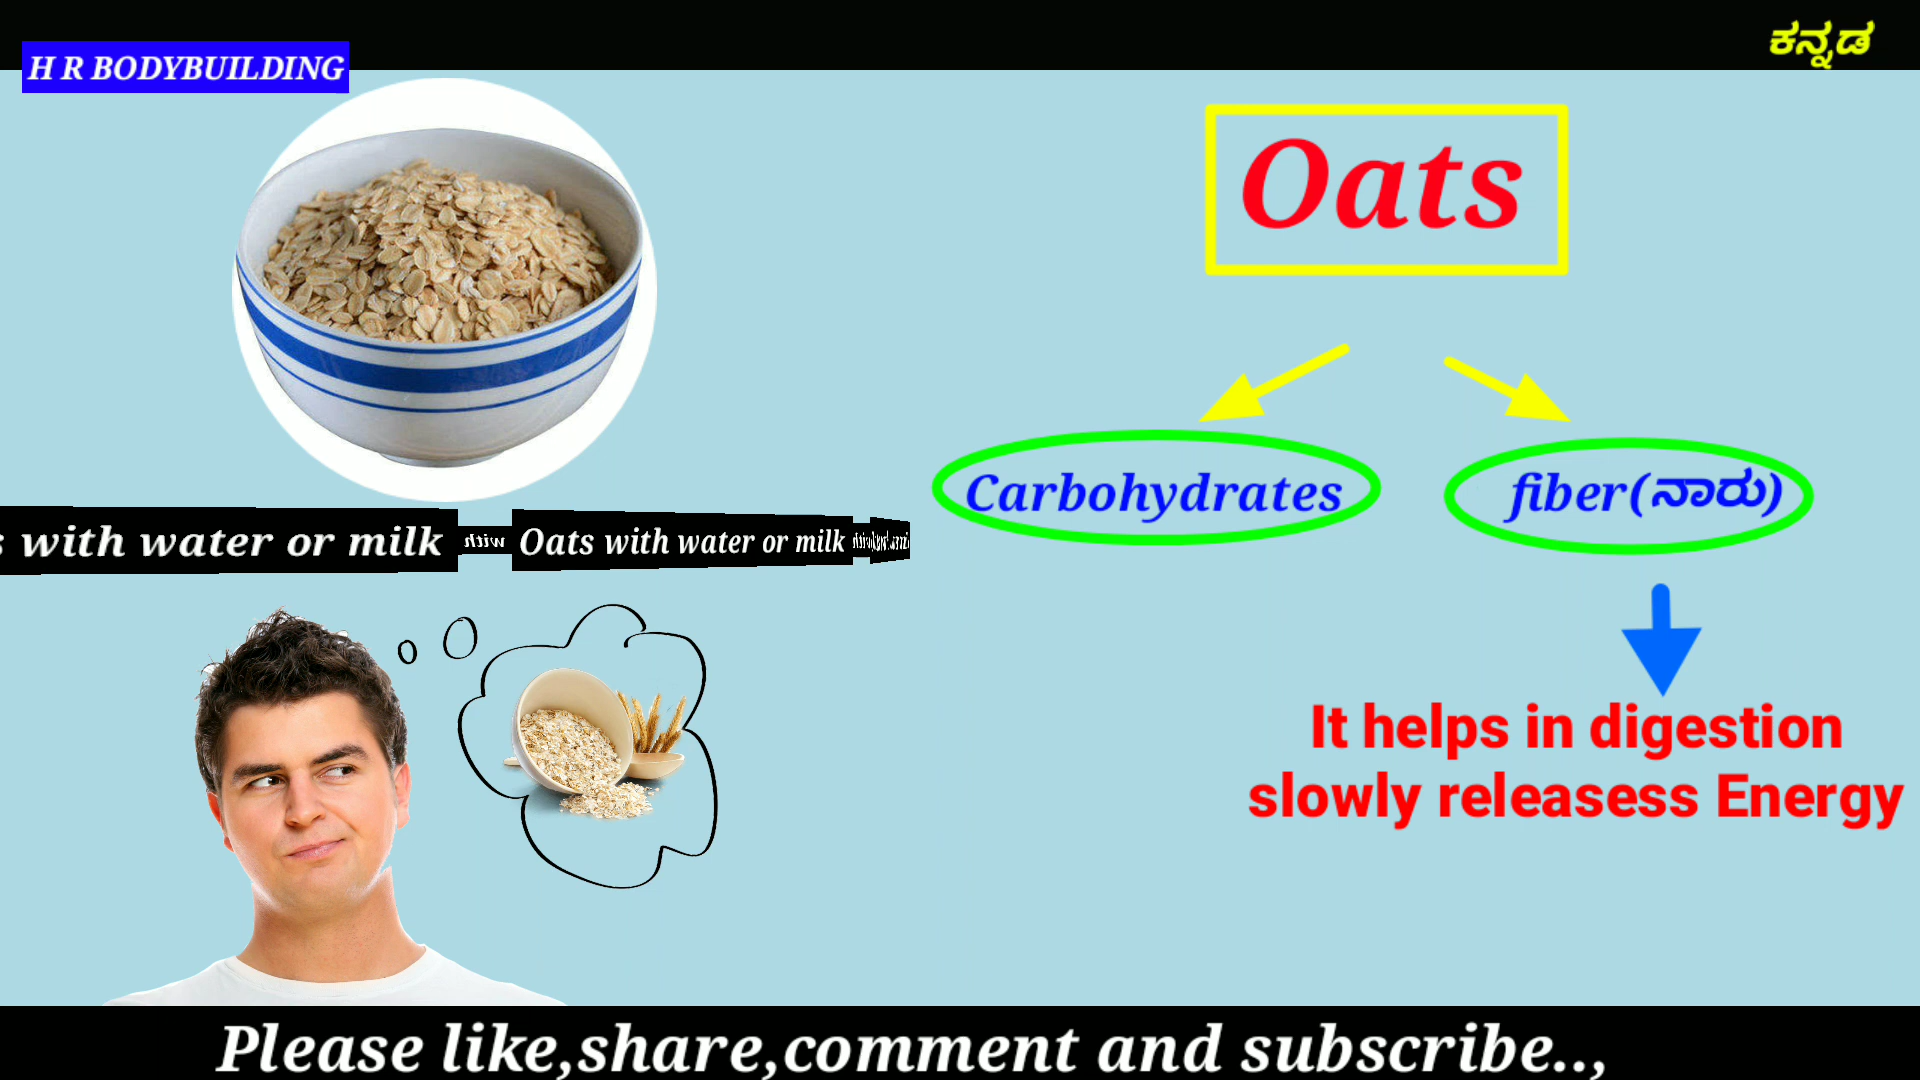 ಕನ್ನಡ
H R BODYBUILDING
Oats
Carbohydrates
fiber(ನಾರು)
with water or milk
with
Oats with water or milk
It helps in digestion
slowly releasess Energy
Please like,share,comment and subscribe..,